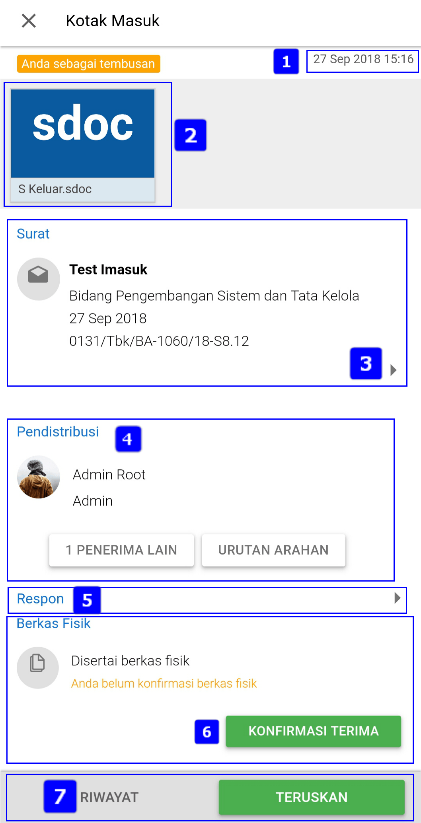 Kotak Masuk
Anda sebagai tembusan
1
27 Sep 2018 15:16
sdoc
2
S Keluar.sdoc
Surat
Test Imasuk
Bidang Pengembangan Sistem dan Tata Kelola
27 Sep 2018
0131/Tbk/BA-1060/18-S8.12
3
Pendistribusi
4
Admin Root
Admin
1 PENERIMA LAIN
URUTAN ARAHAN
Respon
5
Berkas Fisik
Disertai berkas fisik
Anda belum konfirmasi berkas fisik
6
KONFIRMASI TERIMA
7
RIWAYAT
TERUSKAN